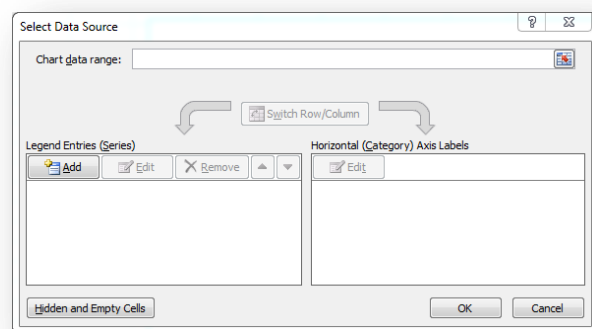 Select Data Source
Chart data range:
Switch Row/Column
Legend Entries (Series)
Horizontal (Category) Axis Labels
Add Edit Remove
Edit
Hidden and Empty Cells
OK Cancel